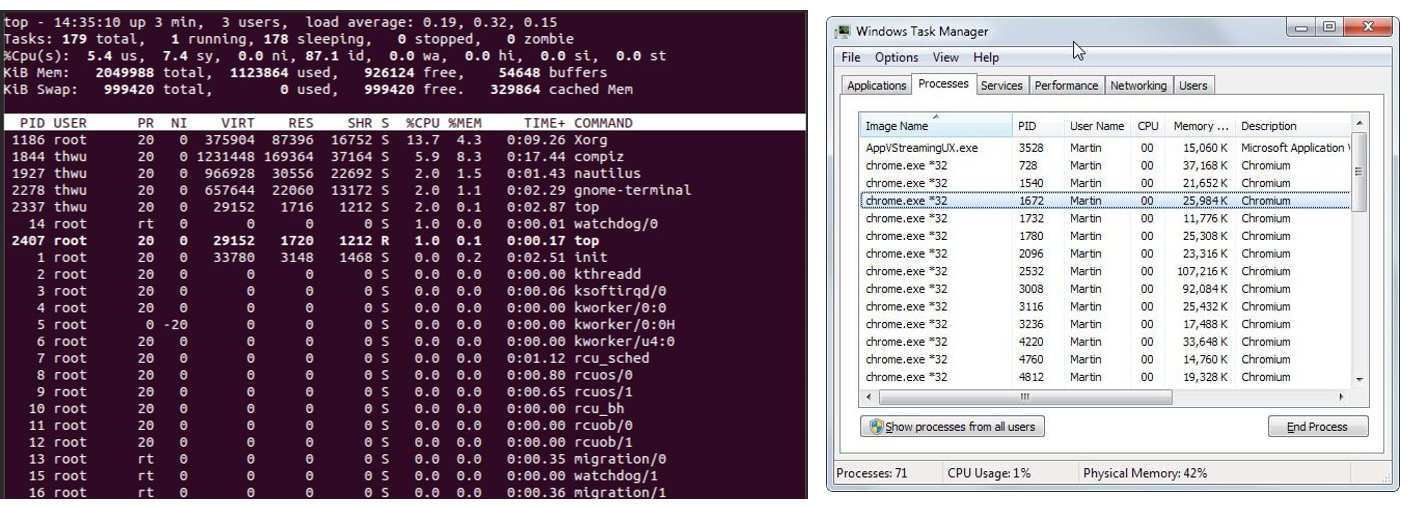 top - 14:35:10 up 3 min,  3 users,  load average: 0.19, 0.32, 0.15
Tasks: 179 total,   1 running, 178 sleeping,   0 stopped,   0 zombie
%Cpu(s):  5.4 us,  7.4 sy,  0.0 ni, 87.1 id,  0.0 wa,  0.0 hi,  0.0 si,  0.0 st
KiB Mem:   2049988 total,  1123864 used,   926124 free,    54648 buffers
KiB Swap:   999420 total,        0 used,   999420 free.   329864 cached Mem
PID USER      PR  NI    VIRT    RES    SHR S  %CPU %MEM     TIME+ COMMAND
1186 root      20   0  375904  87396  16752 S  13.7  4.3   0:09.26 Xorg
1844 thwu      20   0 1231448 169364  37164 S   5.9  8.3   0:17.44 compiz
1927 thwu      20   0  966928  30556  22692 S   2.0  1.5   0:01.43 nautilus
2278 thwu      20   0  657644  22060  13172 S   2.0  1.1   0:02.29 gnome-terminal
2337 thwu      20   0   29152   1716   1212 S   2.0  0.1   0:02.87 top
14 root      rt   0       0      0      0 S   1.0  0.0   0:00.01 watchdog/0
2407 root      20   0   29152   1720   1212 R   1.0  0.1   0:00.17 top
1 root      20   0   33780   3148   1468 S   0.0  0.2   0:02.51 init
2 root      20   0       0      0      0 S   0.0  0.0   0:00.00 kthreadd
3 root      20   0       0      0      0 S   0.0  0.0   0:00.06 ksoftirqd/0
4 root      20   0       0      0      0 S   0.0  0.0   0:00.00 kworker/0:0
5 root       0 -20       0      0      0 S   0.0  0.0   0:00.00 kworker/0:0H
6 root      20   0       0      0      0 S   0.0  0.0   0:00.00 kworker/u4:0
7 root      20   0       0      0      0 S   0.0  0.0   0:01.12 rcu_sched
8 root      20   0       0      0      0 S   0.0  0.0   0:00.80 rcuos/0
9 root      20   0       0      0      0 S   0.0  0.0   0:00.65 rcuos/1
10 root      20   0       0      0      0 S   0.0  0.0   0:00.00 rcu_bh
11 root      20   0       0      0      0 S   0.0  0.0   0:00.00 rcuob/0
12 root      20   0       0      0      0 S   0.0  0.0   0:00.00 rcuob/1
13 root      rt   0       0      0      0 S   0.0  0.0   0:00.35 migration/0
15 root      rt   0       0      0      0 S   0.0  0.0   0:00.00 watchdog/1
16 root      rt   0       0      0      0 S   0.0  0.0   0:00.36 migration/1
Windows Task Manager
File Options View Help
Applications Processes Services Performance Networking Users
Image Name PID User Name CPU Memory ... Description
AppVStreamingUX.exe 3528 Martin 00 15,060 K Microsoft Application
chrome.exe *32 728 Martin 00 37,168 K Chromium
chrome.exe *32 1540 Martin 00 21,652 K Chromium
chrome.exe *32 1672 Martin 00 25,984 K Chromium
chrome.exe *32 1732 Martin 00 11,776 K Chromium
chrome.exe *32 1780 Martin 00 25,308 K Chromium
chrome.exe *32 2096 Martin 00 23,316 K Chromium
chrome.exe *32 2532 Martin 00 107,216 K Chromium
chrome.exe *32 3008 Martin 00 92,084 K Chromium
chrome.exe *32 3116 Martin 00 25,432 K Chromium
chrome.exe *32 3236 Martin 00 17,488 K Chromium
chrome.exe *32 4220 Martin 00 33,648 K Chromium
chrome.exe *32 4760 Martin 00 14,760 K Chromium
chrome.exe *32 4812 Martin 00 19,328 K Chromium
Show processes from all users End Process
Processes: 71 CPU Usage: 1% Physical Memory: 42%